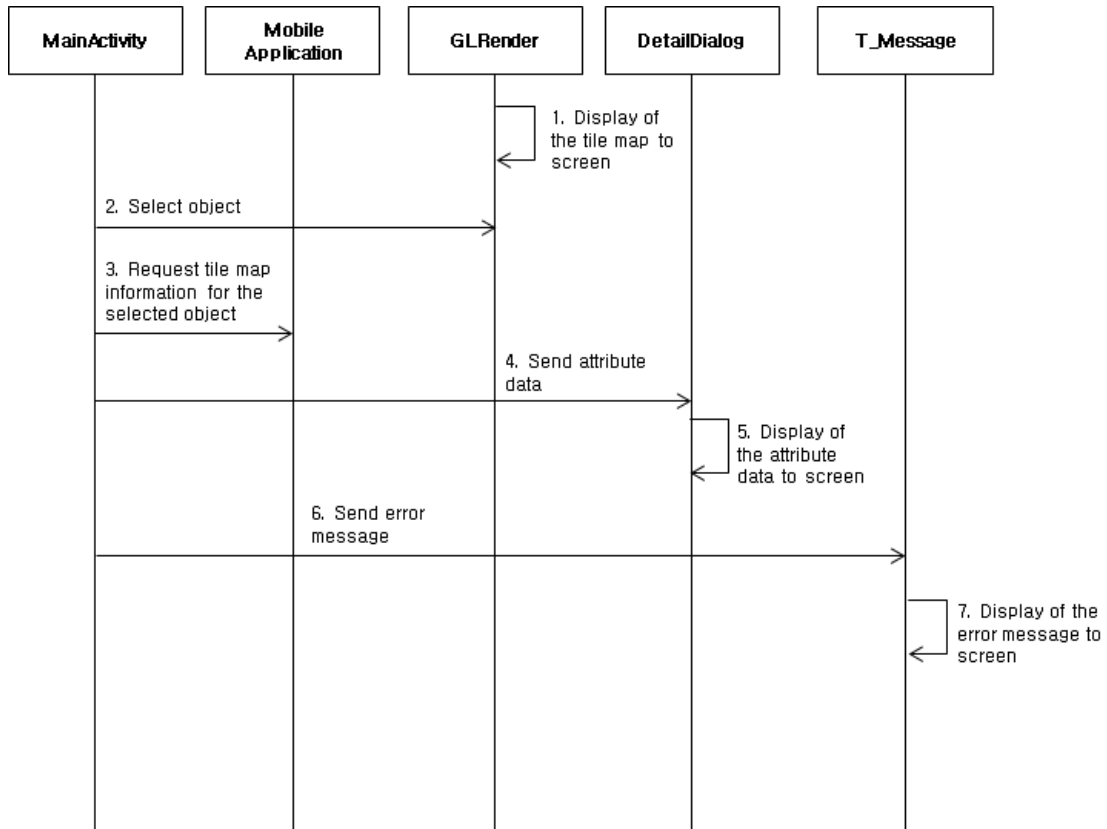 MainActivity
Mobile
Application
GLRender
DetailDialog
T_Message
1. Display of
the tile map to
screen
2. Select object
3. Request tile map
information for the
selected object
4. Send attribute
data
5. Display of
the attribute
data to screen
6. Send error
message
7. Display of the
error message to
screen